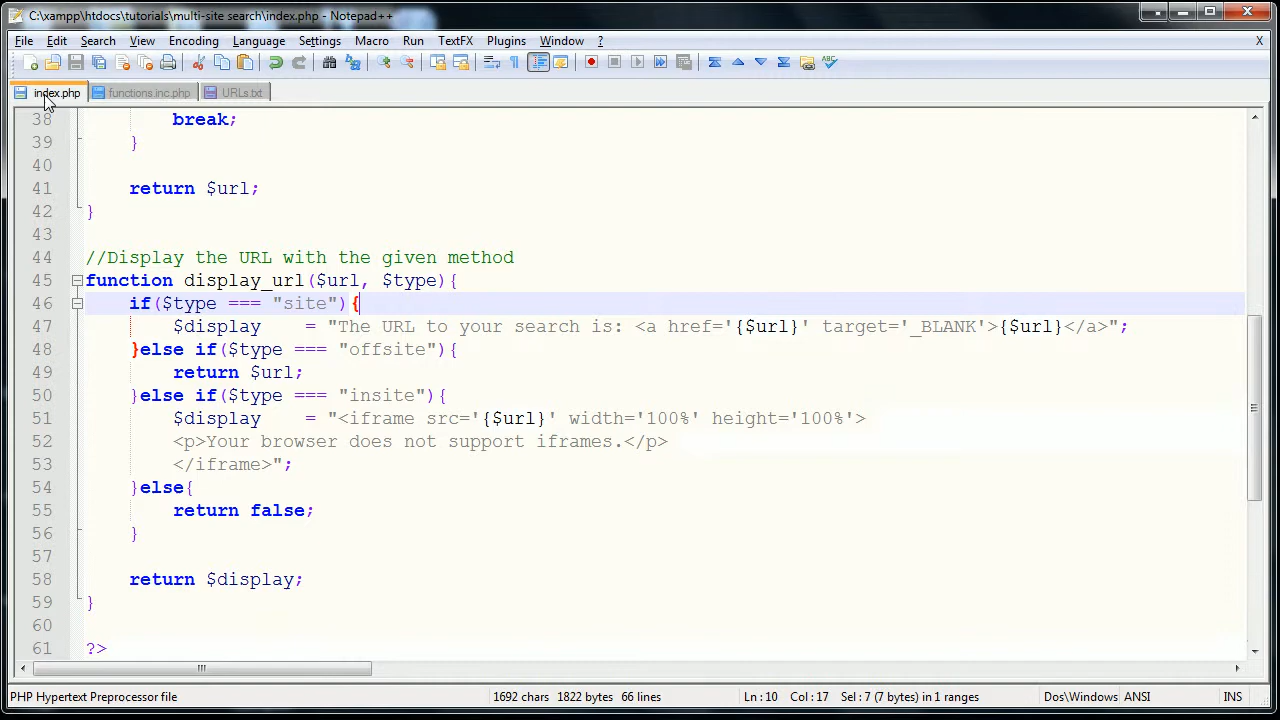 C:\xampp\htdocs\tutorials\multi-site search\index.php - Notepad++
File Edit Search View Encoding Language Settings Macro Run TextFX Plugins Window ? X
index.php functions.inc.php URLs.txt
38 break;
39 }
40
41 return $url;
42 }
43
44 //Display the URL with the given method
45 function display_url($url, $type){
46 if($type === "site"){
47 $display = "The URL to your search is: <a href='{$url}' target='_BLANK'>{$url}</a>";
48 }else if($type === "offsite"){
49 return $url;
50 }else if($type === "insite"){
51 $display = "<iframe src='{$url}' width='100%' height='100%'>
52 <p>Your browser does not support iframes.</p>
53 </iframe>";
54 }else{
55 return false;
56 }
57
58 return $display;
59 }
60
61 ?>
PHP Hypertext Preprocessor file 1692 chars 1822 bytes 66 lines Ln : 10 Col : 17 Sel : 7 (7 bytes) in 1 ranges Dos\Windows ANSI INS